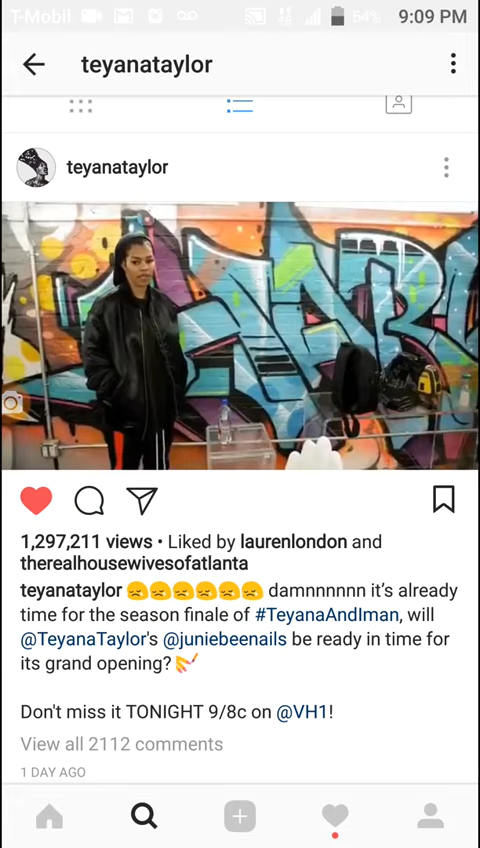 T-Mobil 54% 9:09 PM
teyanataylor
teyanataylor
1,297,211 views • Liked by laurenlondon and
therealhousewivesofatlanta
teyanataylor 😞😞😞😞😞😞 damnnnnnn it’s already
time for the season finale of #TeyanaAndIman, will
@TeyanaTaylor's @juniebeenails be ready in time for
its grand opening? 💅
Don't miss it TONIGHT 9/8c on @VH1!
View all 2112 comments
1 DAY AGO